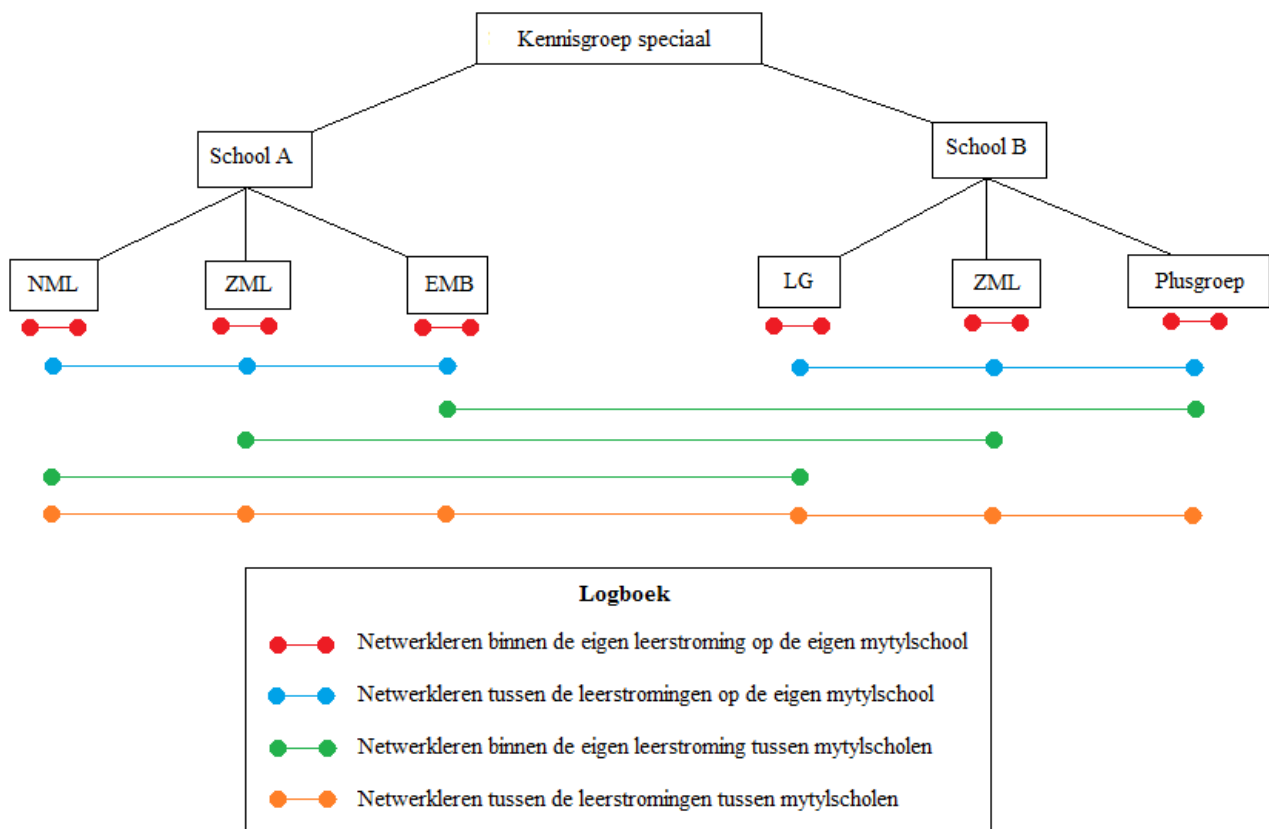 Kennisgroep speciaal
School A
School B
NML
ZML
EMB
LG
ZML
Plusgroep
Logboek
Netwerkleren binnen de eigen leerstroming op de eigen mytylschool
Netwerkleren tussen de leerstromingen op de eigen mytylschool
Netwerkleren binnen de eigen leerstroming tussen mytylscholen
Netwerkleren tussen de leerstromingen tussen mytylscholen